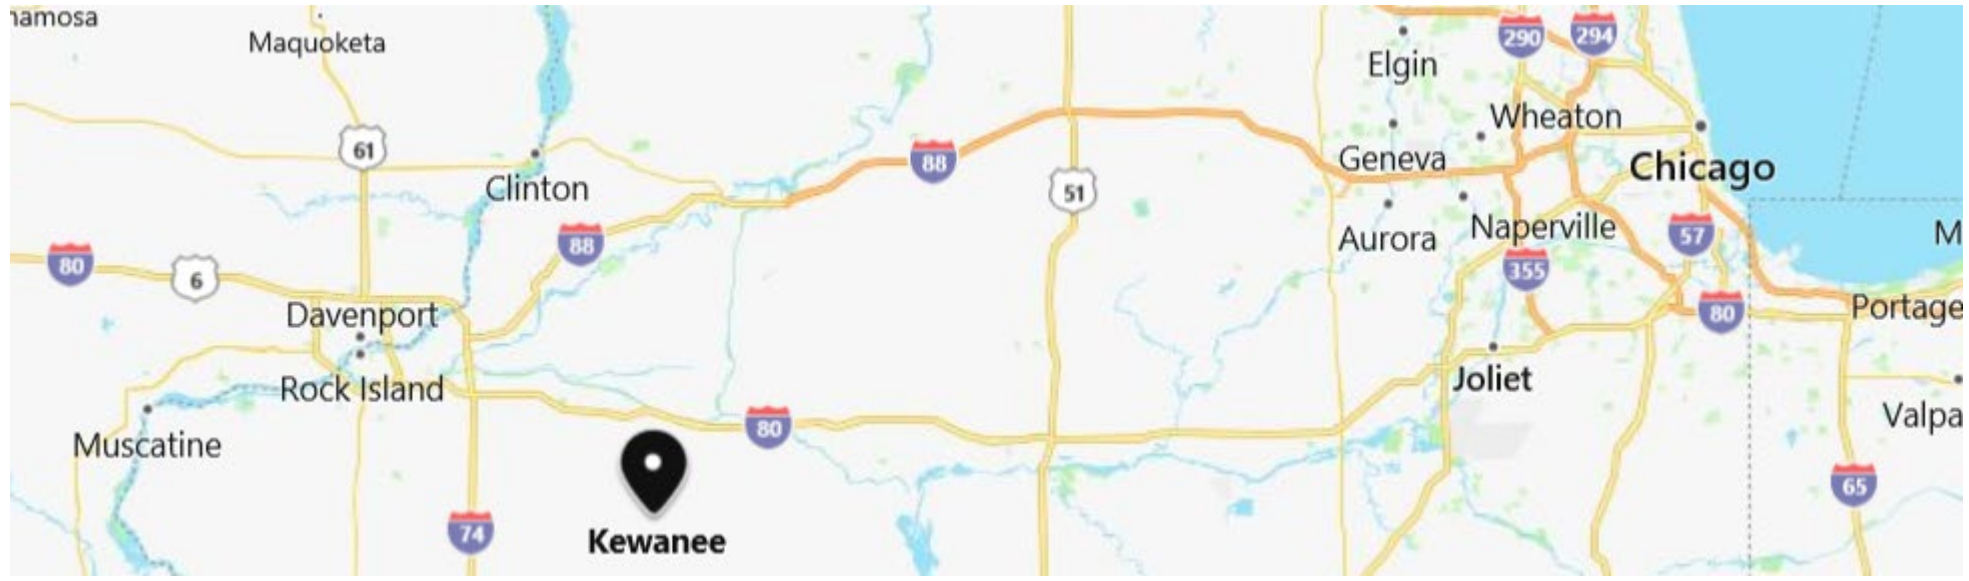 Maquoketa
Elgin
290
294
Wheaton
61
88
Geneva
Chicago
Clinton
51
88
Aurora
Naperville
57
M
80
6
355
Davenport
80
Portage
Rock Island
Joliet
80
Muscatine
Valpa
74
65
Kewanee